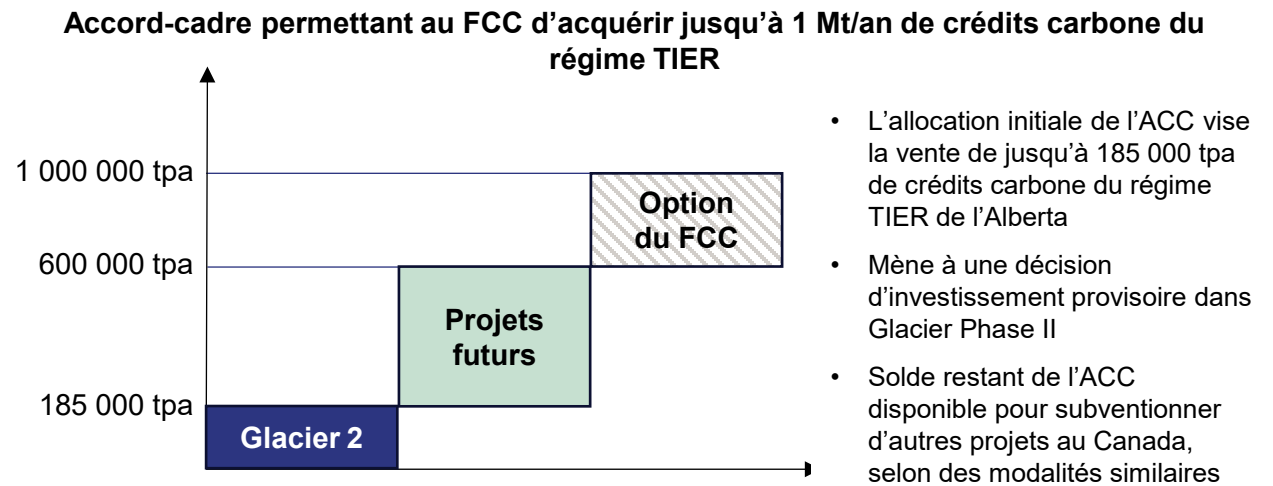 Accord-cadre permettant au FCC d’acquérir jusqu’à 1 Mt/an de crédits carbone du
régime TIER
1 000 000 tpa
600 000 tpa
185 000 tpa
Option
du FCC
Projets
futurs
Glacier 2
• L’allocation initiale de l’ACC vise
la vente de jusqu’à 185 000 tpa
de crédits carbone du régime
TIER de l’Alberta
• Mène à une décision
d’investissement provisoire dans
Glacier Phase II
• Solde restant de l’ACC
disponible pour subventionner
d’autres projets au Canada,
selon des modalités similaires